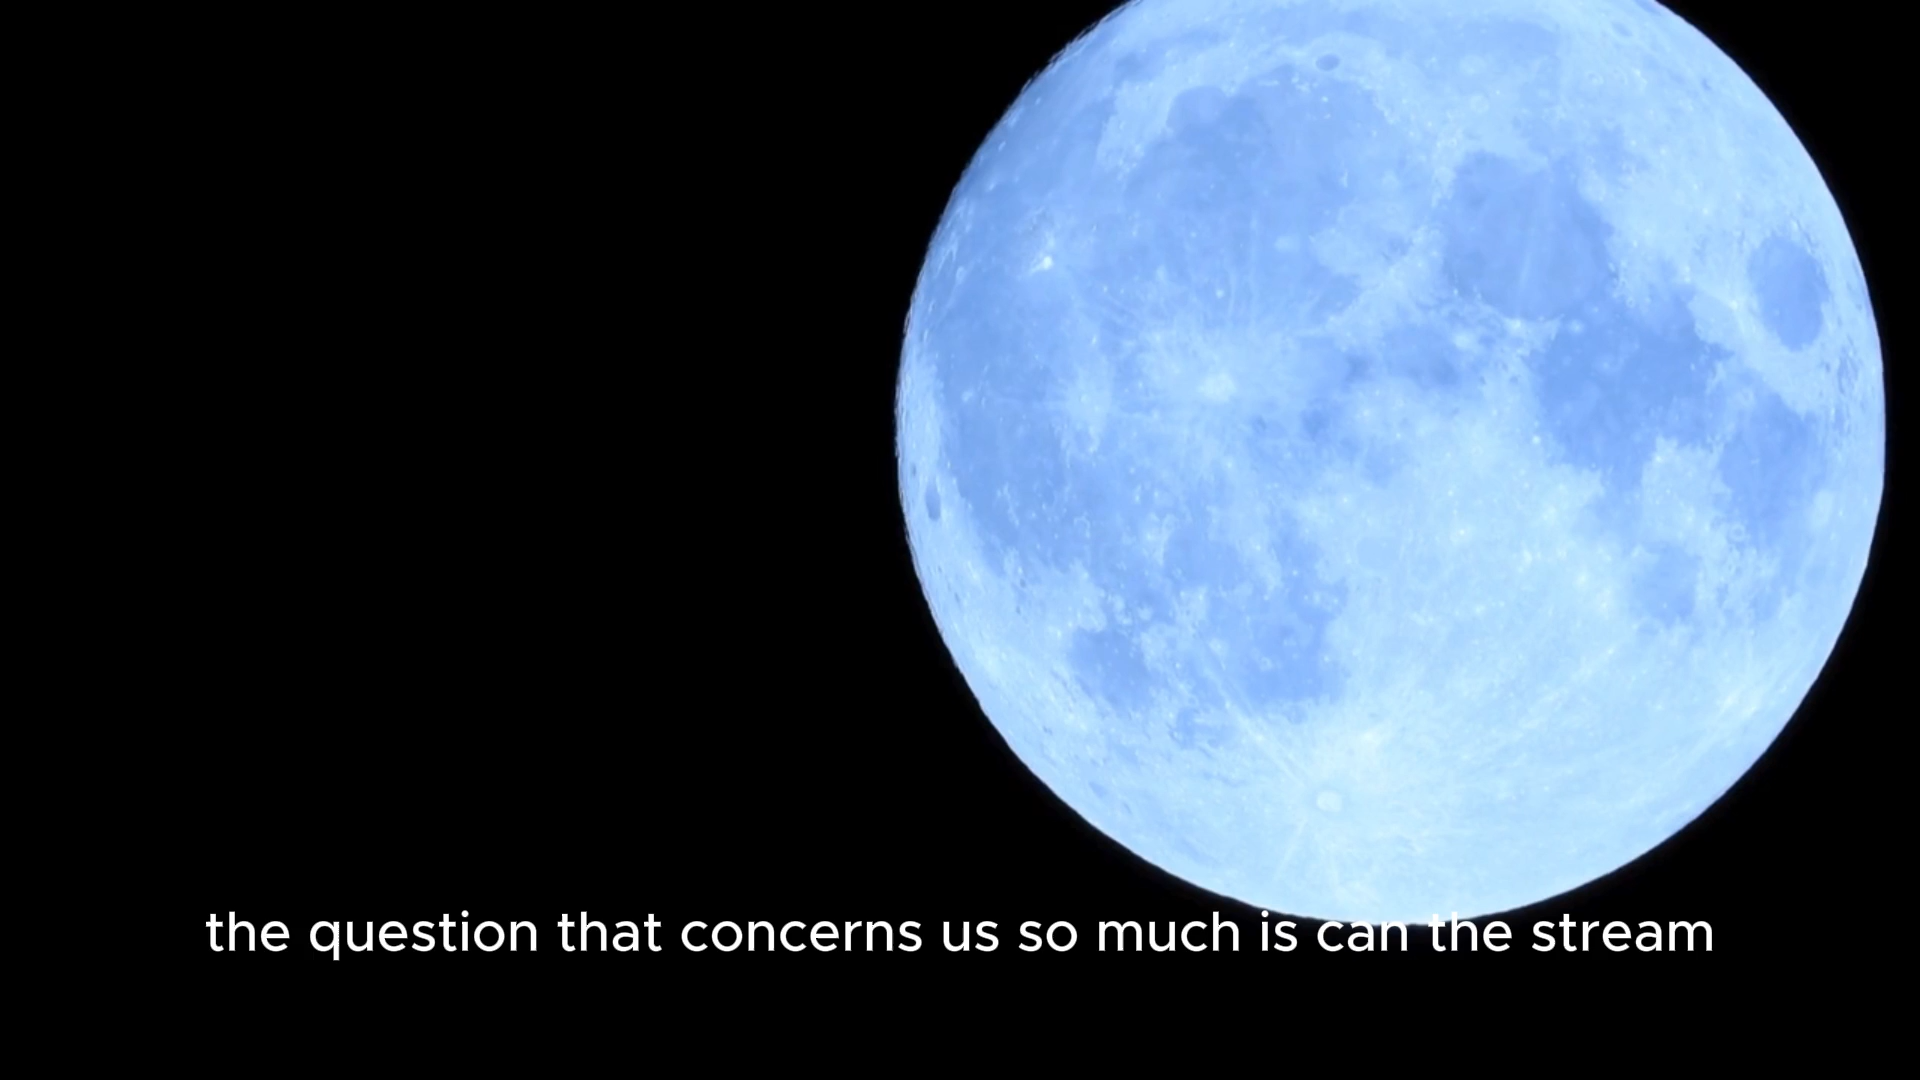 the question that concerns us so much is can the stream